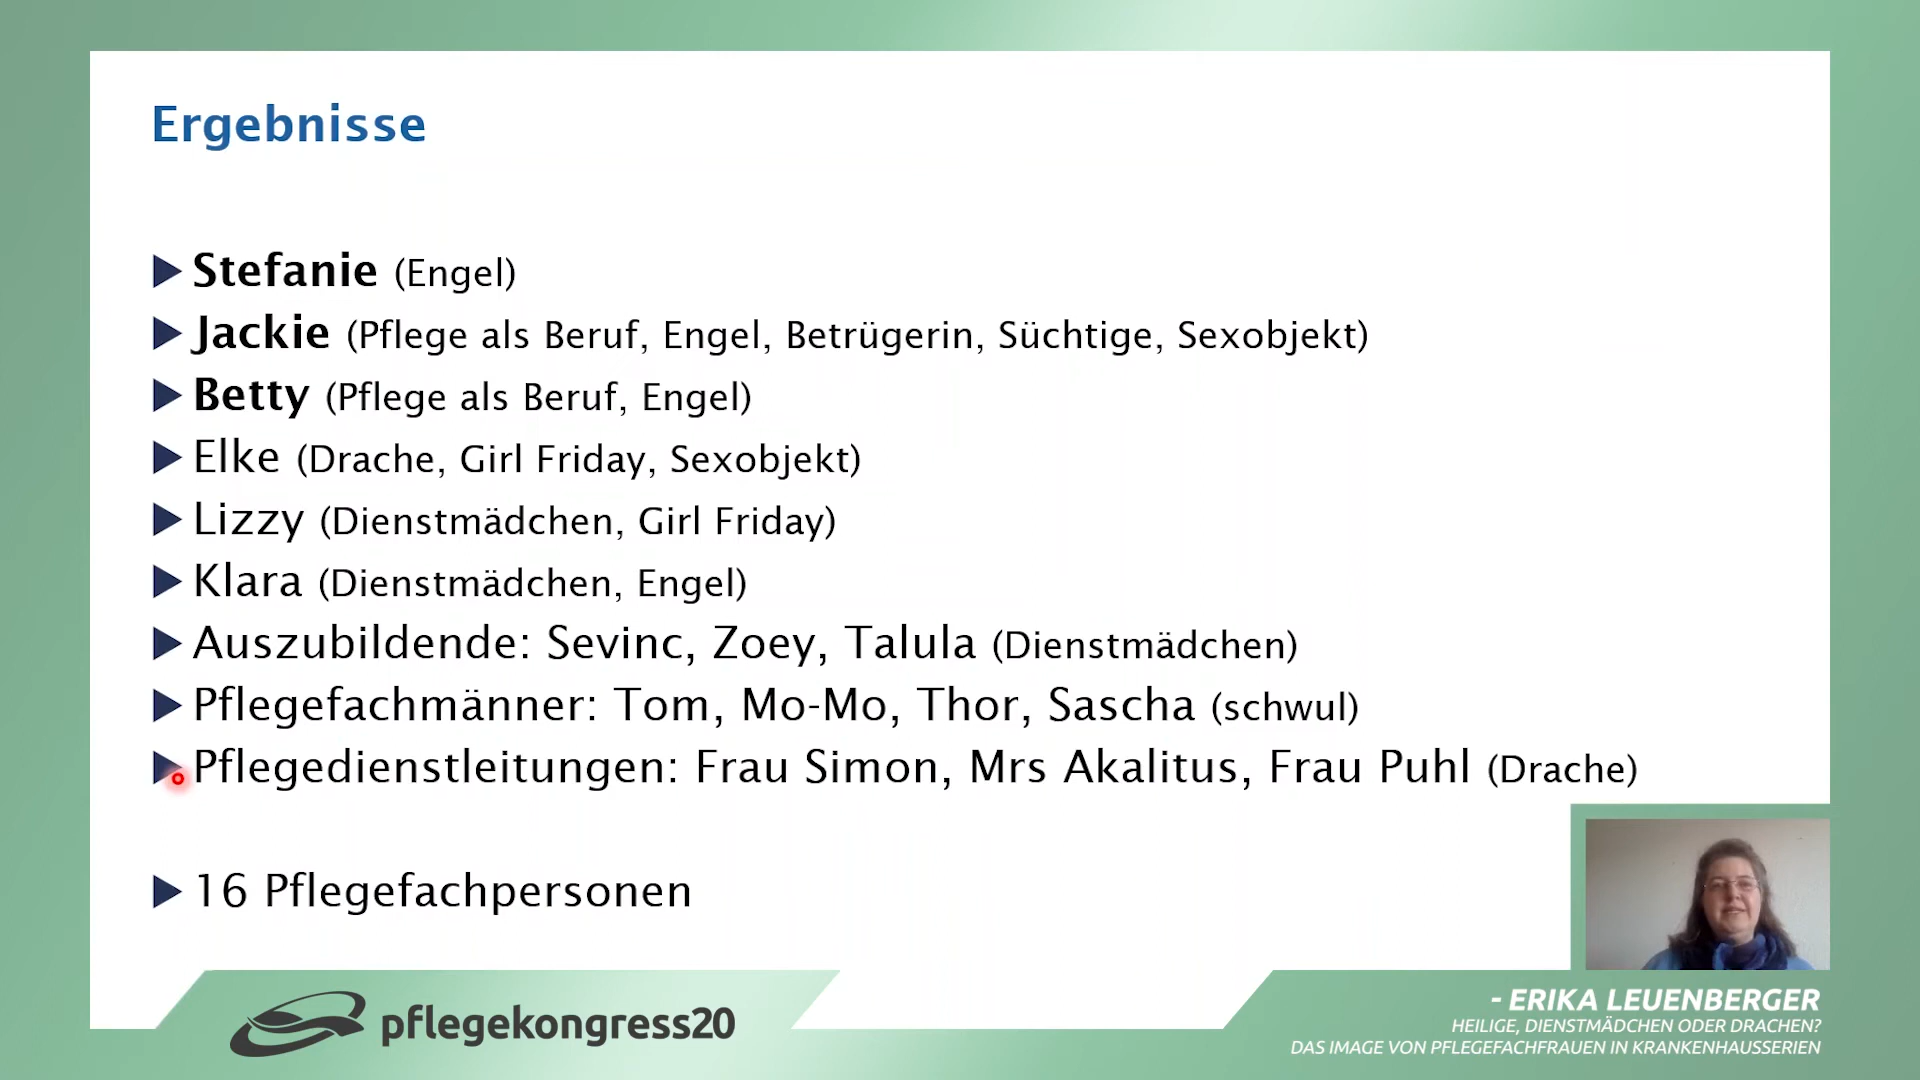 Ergebnisse
Stefanie (Engel)
Jackie (Pflege als Beruf, Engel, Betrügerin, Süchtige, Sexobjekt)
Betty (Pflege als Beruf, Engel)
Elke (Drache, Girl Friday, Sexobjekt)
Lizzy (Dienstmädchen, Girl Friday)
Klara (Dienstmädchen, Engel)
Auszubildende: Sevinc, Zoey, Talula (Dienstmädchen)
Pflegefachmänner: Tom, Mo-Mo, Thor, Sascha (schwul)
Pflegedienstleitungen: Frau Simon, Mrs Akalitus, Frau Puhl (Drache)
16 Pflegefachpersonen
pflegekongress20
- ERIKA LEUENBERGER
HEILIGE, DIENSTMÄDCHEN ODER DRACHEN?
DAS IMAGE VON PFLEGEFACHFRAUEN IN KRANKENHAUSSERIEN